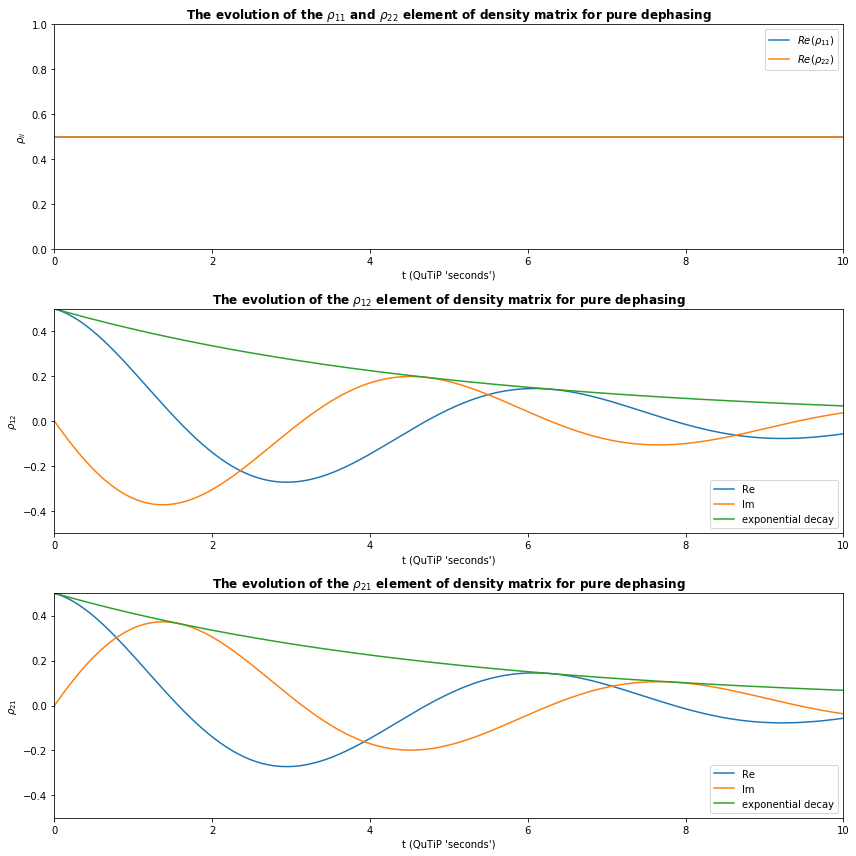 The evolution of the ρ₁₁ and ρ₂₂ element of density matrix for pure dephasing
1.0
0.8
0.6
0.4
0.2
0.0
ρᵢᵢ
Re(ρ₁₁)
Re(ρ₂₂)
0 2 4 6 8 10
t (QuTiP 'seconds')
The evolution of the ρ₁₂ element of density matrix for pure dephasing
0.4
0.2
0.0
−0.2
−0.4
ρ₁₂
Re
Im
exponential decay
0 2 4 6 8 10
t (QuTiP 'seconds')
The evolution of the ρ₂₁ element of density matrix for pure dephasing
0.4
0.2
0.0
−0.2
−0.4
ρ₂₁
Re
Im
exponential decay
0 2 4 6 8 10
t (QuTiP 'seconds')